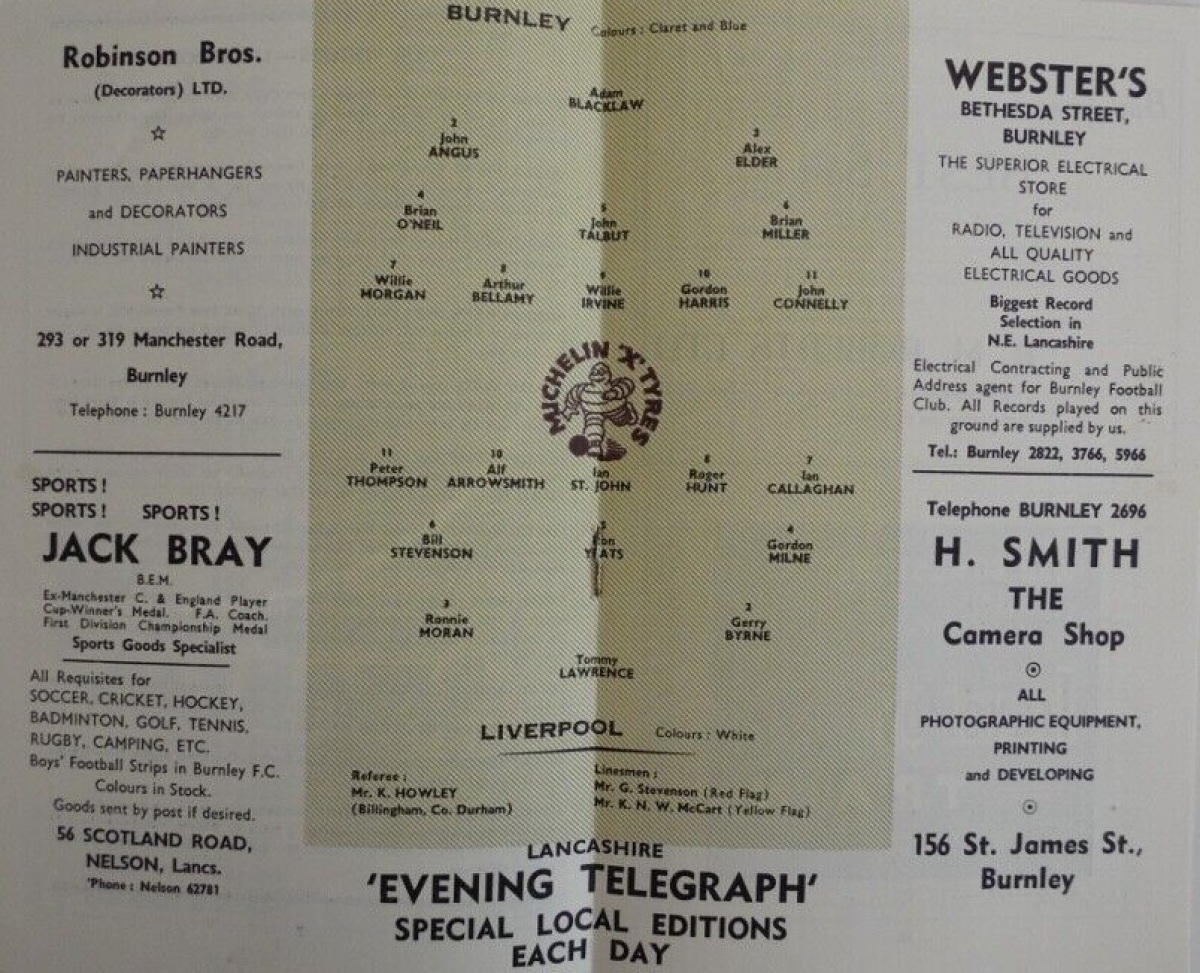 Robinson Bros.
(Decorators) LTD.
PAINTERS, PAPERHANGERS
and DECORATORS
INDUSTRIAL PAINTERS
293 or 319 Manchester Road,
Burnley
Telephone : Burnley 4217
SPORTS !
SPORTS ! SPORTS !
JACK BRAY
B.E.M.
Ex-Manchester C. & England Player
Cup-Winner's Medal. F.A. Coach.
First Division Championship Medal
Sports Goods Specialist
All Requisites for
SOCCER, CRICKET, HOCKEY,
BADMINTON, GOLF, TENNIS,
RUGBY, CAMPING, ETC.
Boys' Football Strips in Burnley F.C.
Colours in Stock.
Goods sent by post if desired.
56 SCOTLAND ROAD,
NELSON, Lancs.
'Phone : Nelson 62781
BURNLEY Colours : Claret and Blue
Adam
BLACKLAW
2
John
ANGUS
3
Alex
ELDER
4
Brian
O'NEIL
5
John
TALBUT
6
Brian
MILLER
7
Willie
MORGAN
8
Arthur
BELLAMY
9
Willie
IRVINE
10
Gordon
HARRIS
11
John
CONNELLY
MICHELIN 'X' TYRES
11
Peter
THOMPSON
10
Alf
ARROWSMITH
Ian
ST. JOHN
8
Roger
HUNT
7
Ian
CALLAGHAN
6
Bill
STEVENSON
5
Ron
YEATS
4
Gordon
MILNE
3
Ronnie
MORAN
2
Gerry
BYRNE
Tommy
LAWRENCE
LIVERPOOL Colours : White
Referee :
Mr. K. HOWLEY
(Billingham, Co. Durham)
Linesmen :
Mr. G. Stevenson (Red Flag)
Mr. K. N. W. McCart (Yellow Flag)
LANCASHIRE
'EVENING TELEGRAPH'
SPECIAL LOCAL EDITIONS
EACH DAY
WEBSTER'S
BETHESDA STREET,
BURNLEY
THE SUPERIOR ELECTRICAL
STORE
for
RADIO, TELEVISION and
ALL QUALITY
ELECTRICAL GOODS
Biggest Record
Selection in
N.E. Lancashire
Electrical Contracting and Public
Address agent for Burnley Football
Club. All Records played on this
ground are supplied by us.
Tel.: Burnley 2822, 3766, 5966
Telephone BURNLEY 2696
H. SMITH
THE
Camera Shop
ALL
PHOTOGRAPHIC EQUIPMENT,
PRINTING
and DEVELOPING
156 St. James St.,
Burnley